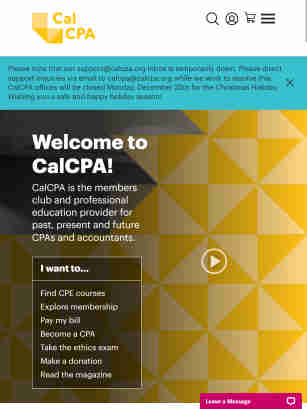 Cal
CPA
Please note that our support@calcpa.org inbox is temporarily down. Please direct
support inquiries via email to calcpa@calcpa.org while we work to resolve this.
CalCPA offices will be closed Monday, December 26th for the Christmas Holiday.
Wishing you a safe and happy holiday season!
Welcome to
CalCPA!
CalCPA is the members
club and professional
education provider for
past, present and future
CPAs and accountants.
I want to...
Find CPE courses
Explore membership
Pay my bill
Become a CPA
Take the ethics exam
Make a donation
Read the magazine
Leave a Message